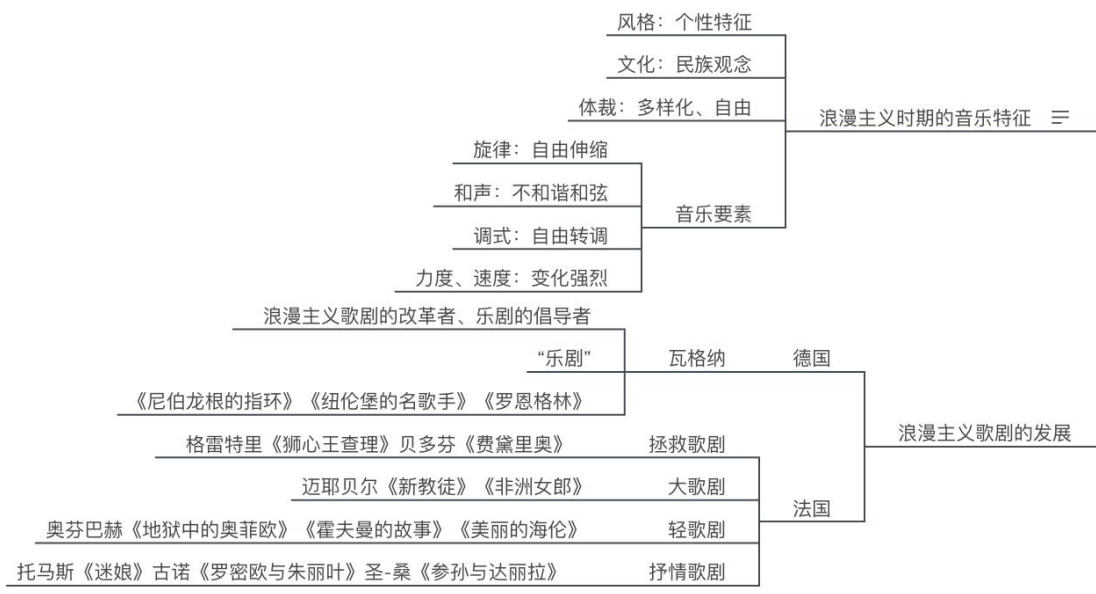 风格：个性特征
文化：民族观念
体裁：多样化、自由
浪漫主义时期的音乐特征
旋律：自由伸缩
和声：不和谐和弦
音乐要素
调式：自由转调
力度、速度：变化强烈
浪漫主义歌剧的改革者、乐剧的倡导者
“乐剧”
瓦格纳
德国
《尼伯龙根的指环》《纽伦堡的名歌手》《罗恩格林》
浪漫主义歌剧的发展
格雷特里《狮心王查理》贝多芬《费黛里奥》
拯救歌剧
迈耶贝尔《新教徒》《非洲女郎》
大歌剧
法国
奥芬巴赫《地狱中的奥菲欧》《霍夫曼的故事》《美丽的海伦》
轻歌剧
托马斯《迷娘》古诺《罗密欧与朱丽叶》圣-桑《参孙与达丽拉》
抒情歌剧